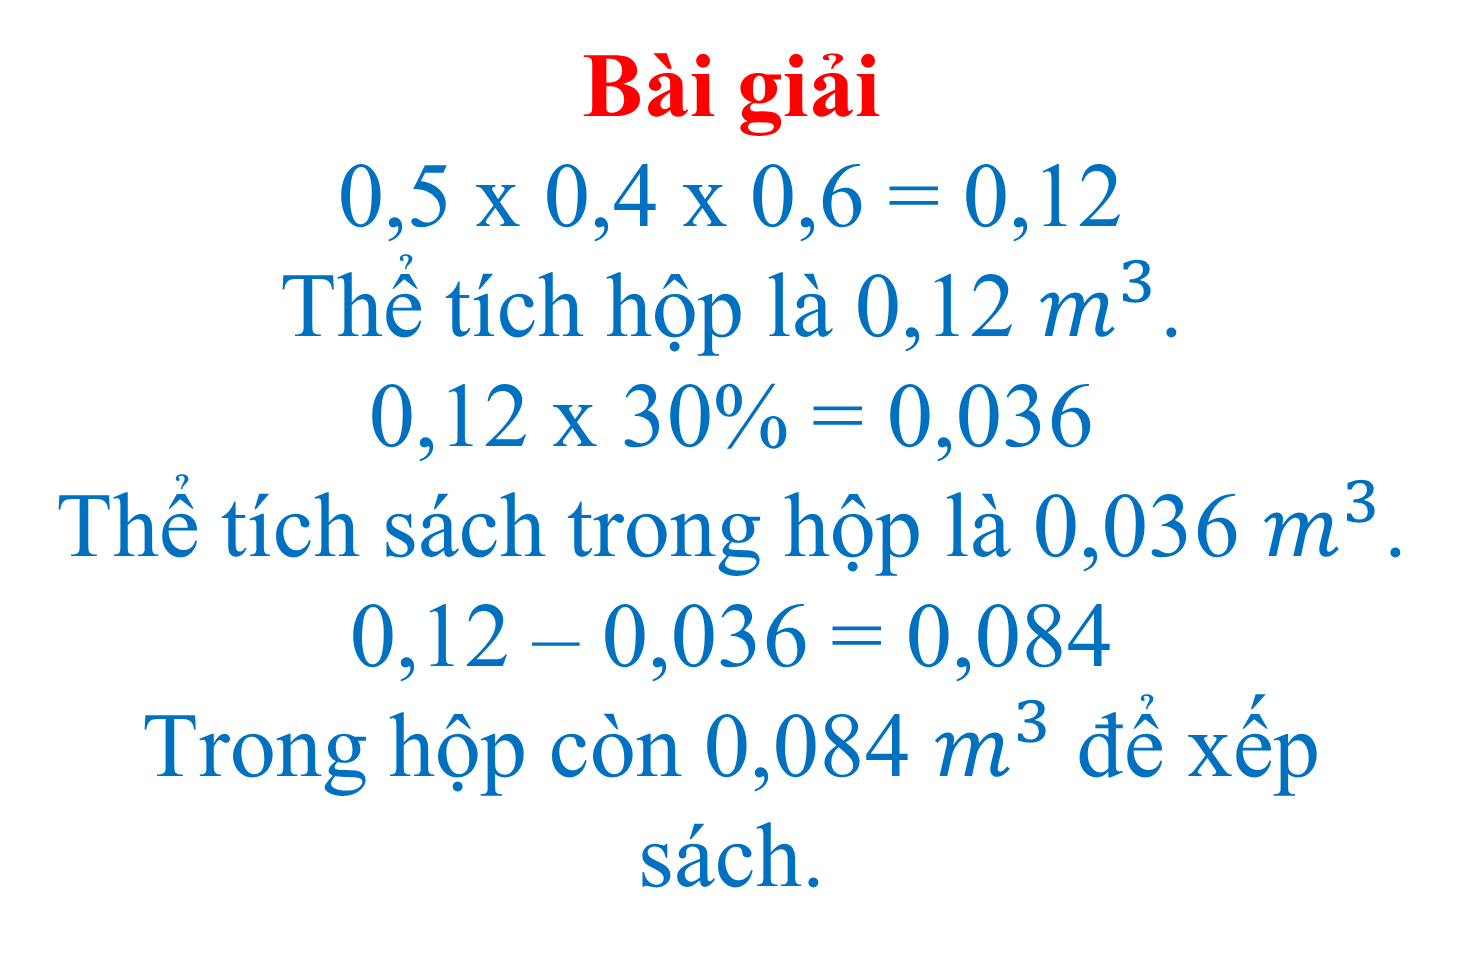 Bài giải
0,5 x 0,4 x 0,6 = 0,12
Thể tích hộp là 0,12 m³.
0,12 x 30% = 0,036
Thể tích sách trong hộp là 0,036 m³.
0,12 – 0,036 = 0,084
Trong hộp còn 0,084 m³ để xếp
sách.